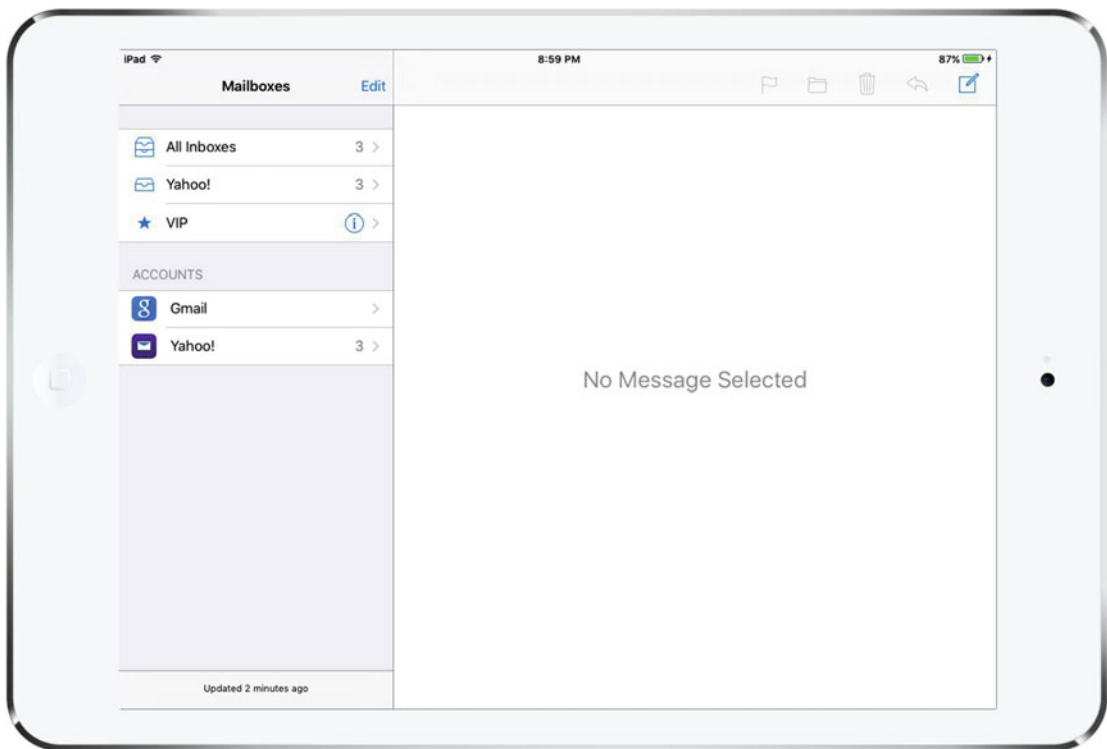 iPad 8:59 PM 87%
Mailboxes Edit
All Inboxes 3
Yahoo! 3
VIP
ACCOUNTS
8 Gmail
Yahoo! 3
No Message Selected
Updated 2 minutes ago